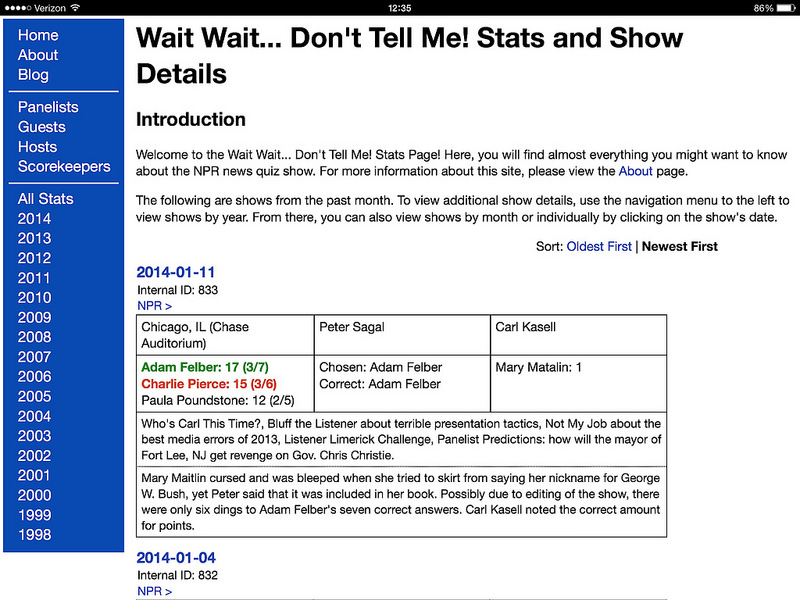 Verizon 12:35 86%
Home
About
Blog
Panelists
Guests
Hosts
Scorekeepers
All Stats
2014
2013
2012
2011
2010
2009
2008
2007
2006
2005
2004
2003
2002
2001
2000
1999
1998
Wait Wait... Don't Tell Me! Stats and Show
Details
Introduction
Welcome to the Wait Wait... Don't Tell Me! Stats Page! Here, you will find almost everything you might want to know
about the NPR news quiz show. For more information about this site, please view the About page.
The following are shows from the past month. To view additional show details, use the navigation menu to the left to
view shows by year. From there, you can also view shows by month or individually by clicking on the show's date.
Sort: Oldest First | Newest First
2014-01-11
Internal ID: 833
NPR >
Chicago, IL (Chase
Auditorium)
Peter Sagal
Carl Kasell
Adam Felber: 17 (3/7)
Charlie Pierce: 15 (3/6)
Paula Poundstone: 12 (2/5)
Chosen: Adam Felber
Correct: Adam Felber
Mary Matalin: 1
Who's Carl This Time?, Bluff the Listener about terrible presentation tactics, Not My Job about the
best media errors of 2013, Listener Limerick Challenge, Panelist Predictions: how will the mayor of
Fort Lee, NJ get revenge on Gov. Chris Christie.
Mary Maitlin cursed and was bleeped when she tried to skirt from saying her nickname for George
W. Bush, yet Peter said that it was included in her book. Possibly due to editing of the show, there
were only six dings to Adam Felber's seven correct answers. Carl Kasell noted the correct amount
for points.
2014-01-04
Internal ID: 832
NPR >